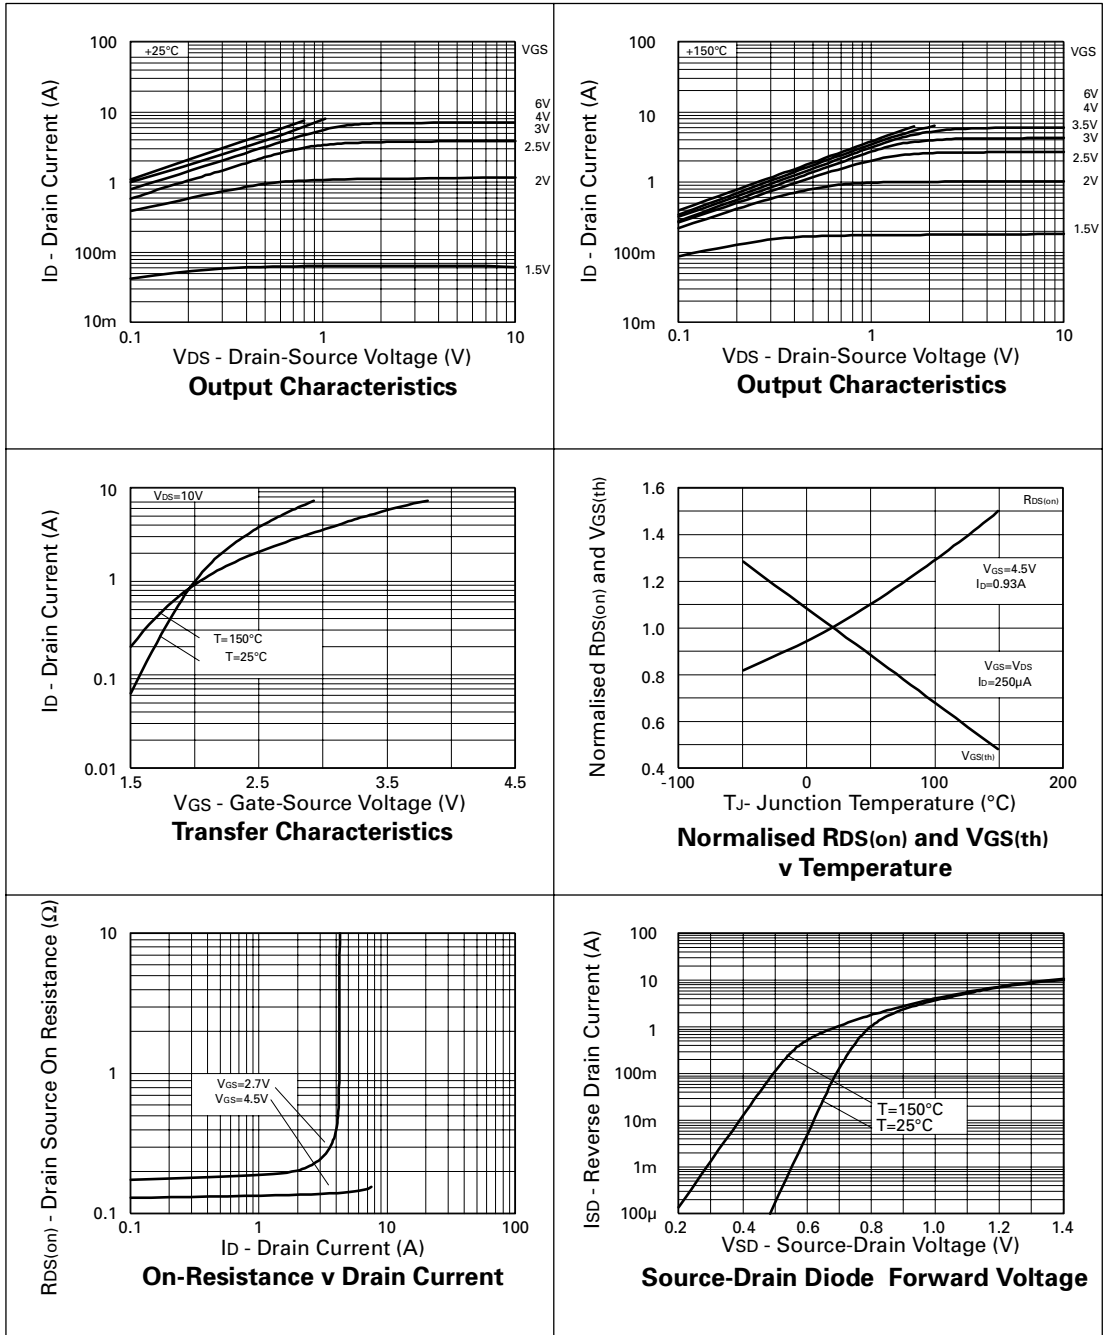 100
10
1
100m
10m
+25°C
VGS
6V
4V
3V
2.5V
2V
1.5V
0.1
1
10
ID - Drain Current (A)
VDS - Drain-Source Voltage (V)
Output Characteristics
100
10
1
100m
10m
+150°C
VGS
6V
4V
3.5V
3V
2.5V
2V
1.5V
0.1
1
10
ID - Drain Current (A)
VDS - Drain-Source Voltage (V)
Output Characteristics
10
1
0.1
0.01
VDS=10V
T=150°C
T=25°C
1.5
2.5
3.5
4.5
ID - Drain Current (A)
VGS - Gate-Source Voltage (V)
Transfer Characteristics
1.6
1.4
1.2
1.0
0.8
0.6
0.4
RDS(on)
VGS=4.5V
ID=0.93A
VGS=VDS
ID=250µA
VGS(th)
-100
0
100
200
Normalised RDS(on) and VGS(th)
TJ- Junction Temperature (°C)
Normalised RDS(on) and VGS(th)
v Temperature
10
1
0.1
VGS=2.7V
VGS=4.5V
0.1
1
10
100
RDS(on) - Drain Source On Resistance (Ω)
ID - Drain Current (A)
On-Resistance v Drain Current
100
10
1
100m
10m
1m
100µ
T=150°C
T=25°C
0.2
0.4
0.6
0.8
1.0
1.2
1.4
ISD - Reverse Drain Current (A)
VSD - Source-Drain Voltage (V)
Source-Drain Diode Forward Voltage